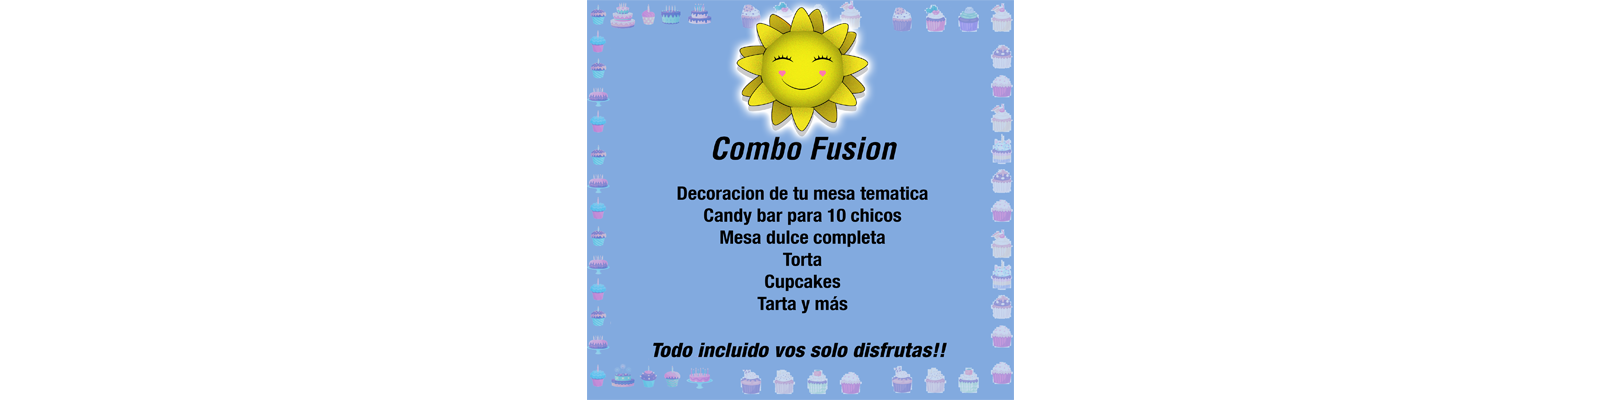 Combo Fusion
Decoracion de tu mesa tematica
Candy bar para 10 chicos
Mesa dulce completa
Torta
Cupcakes
Tarta y más
Todo incluido vos solo disfrutas!!